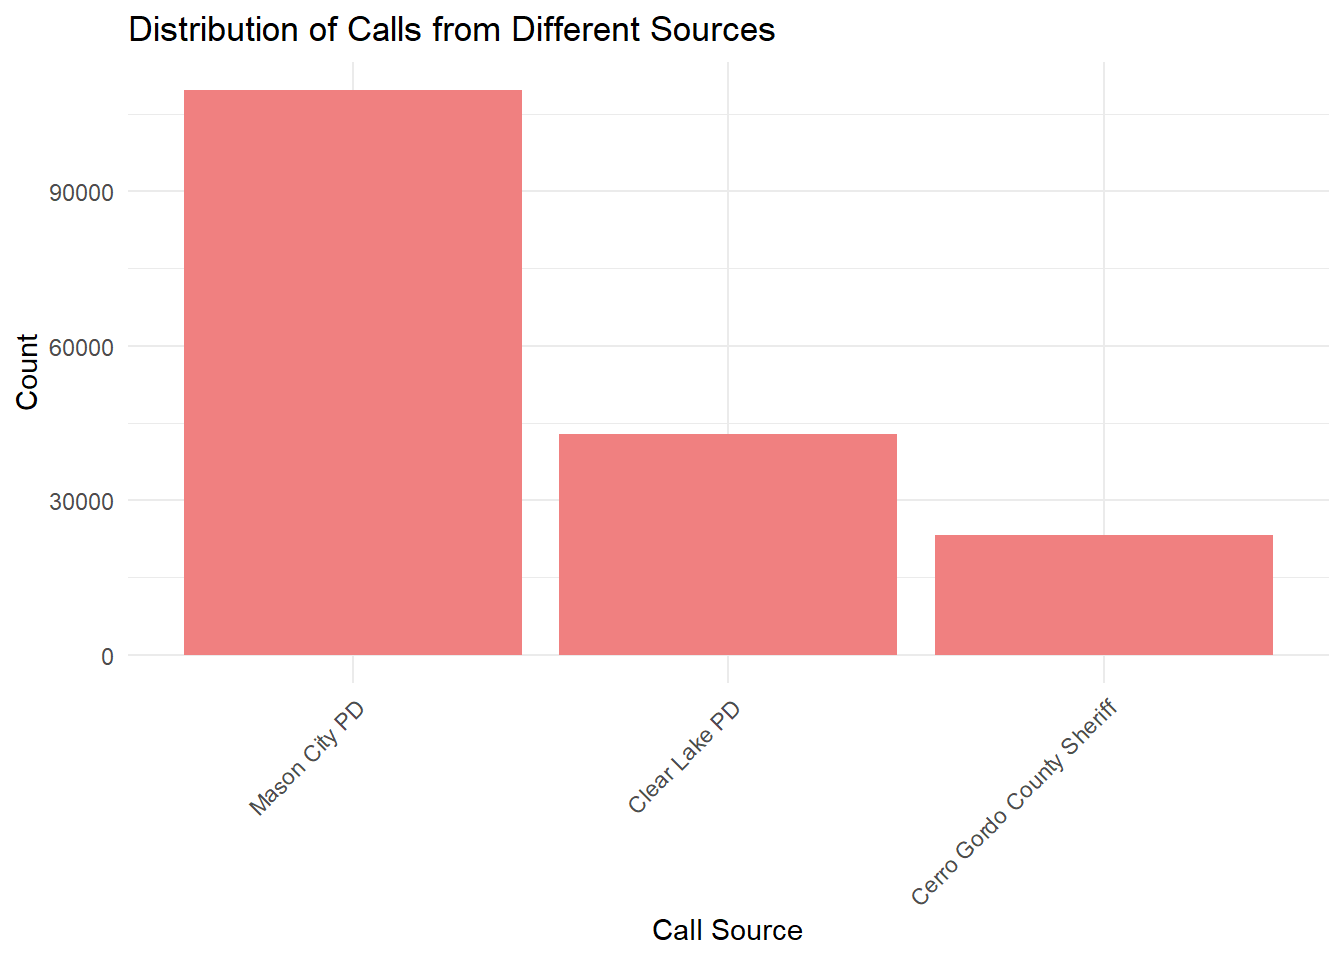 Distribution of Calls from Different Sources
Count
90000
60000
30000
0
Mason City PD
Clear Lake PD
Cerro Gordo County Sheriff
Call Source